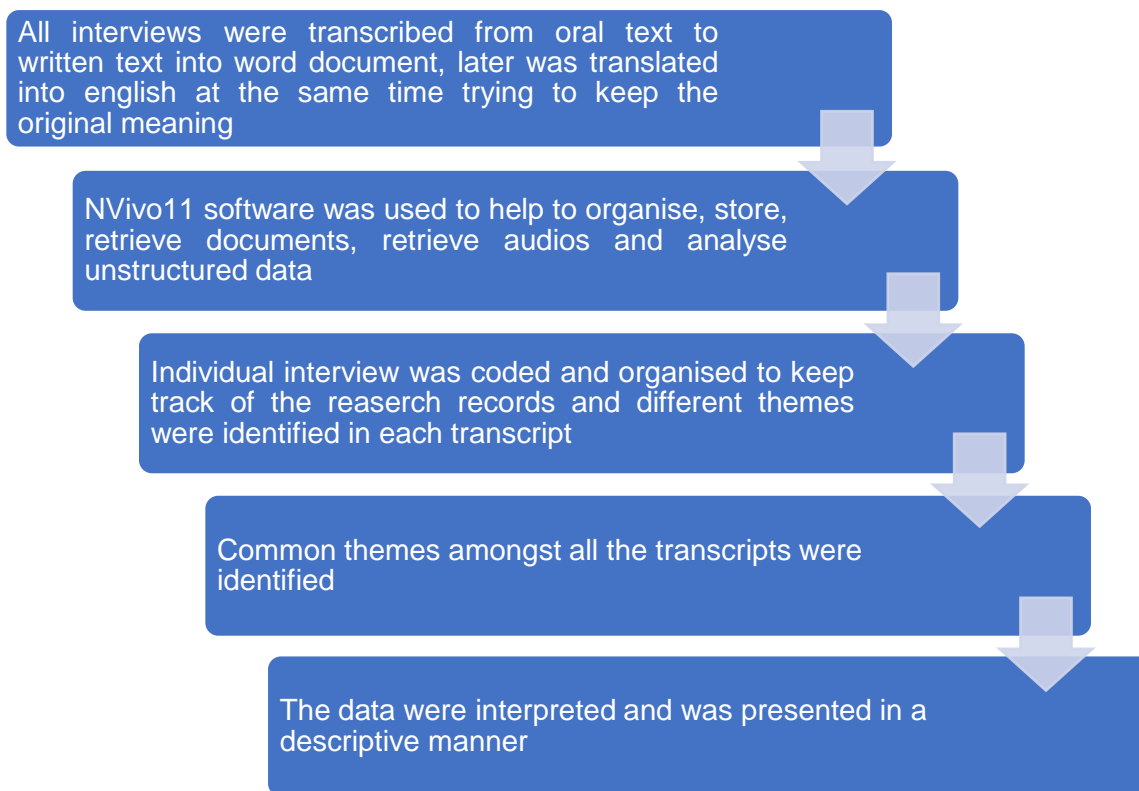 All interviews were transcribed from oral text to
written text into word document, later was translated
into english at the same time trying to keep the
original meaning
NVivo11 software was used to help to organise, store,
retrieve documents, retrieve audios and analyse
unstructured data
Individual interview was coded and organised to keep
track of the reaserch records and different themes
were identified in each transcript
Common themes amongst all the transcripts were
identified
The data were interpreted and was presented in a
descriptive manner